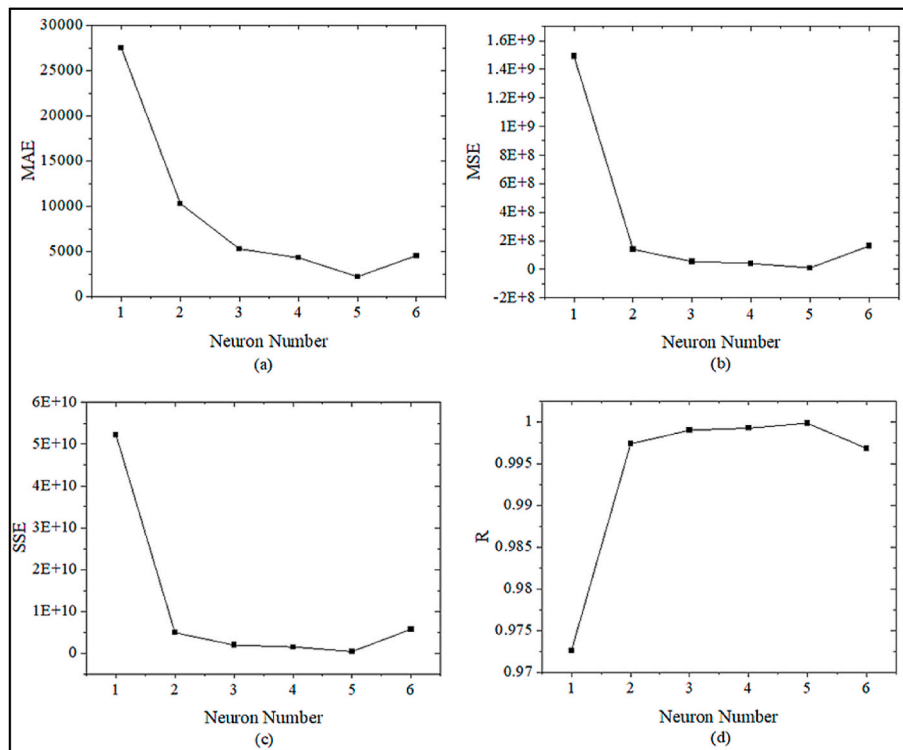 30000
25000
20000
15000
10000
5000
0
MAE
1 2 3 4 5 6
Neuron Number
(a)
1.6E+9
1.4E+9
1.2E+9
1E+9
8E+8
6E+8
4E+8
2E+8
0
-2E+8
MSE
1 2 3 4 5 6
Neuron Number
(b)
6E+10
5E+10
4E+10
3E+10
2E+10
1E+10
0
SSE
1 2 3 4 5 6
Neuron Number
(c)
1
0.995
0.99
0.985
0.98
0.975
0.97
R
1 2 3 4 5 6
Neuron Number
(d)